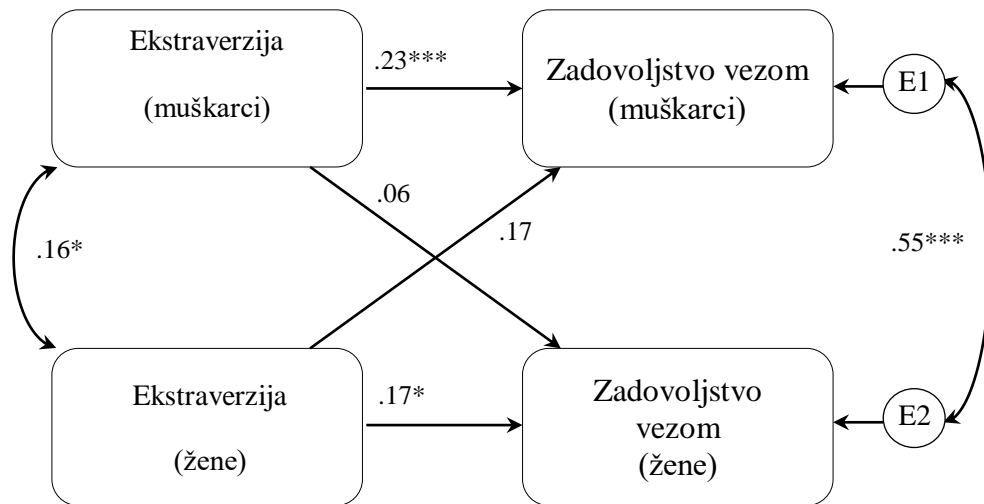 Ekstraverzija
(muškarci)
.23***
Zadovoljstvo vezom
(muškarci)
E1
.16*
.06
.17
.55***
Ekstraverzija
(žene)
.17*
Zadovoljstvo
vezom
(žene)
E2